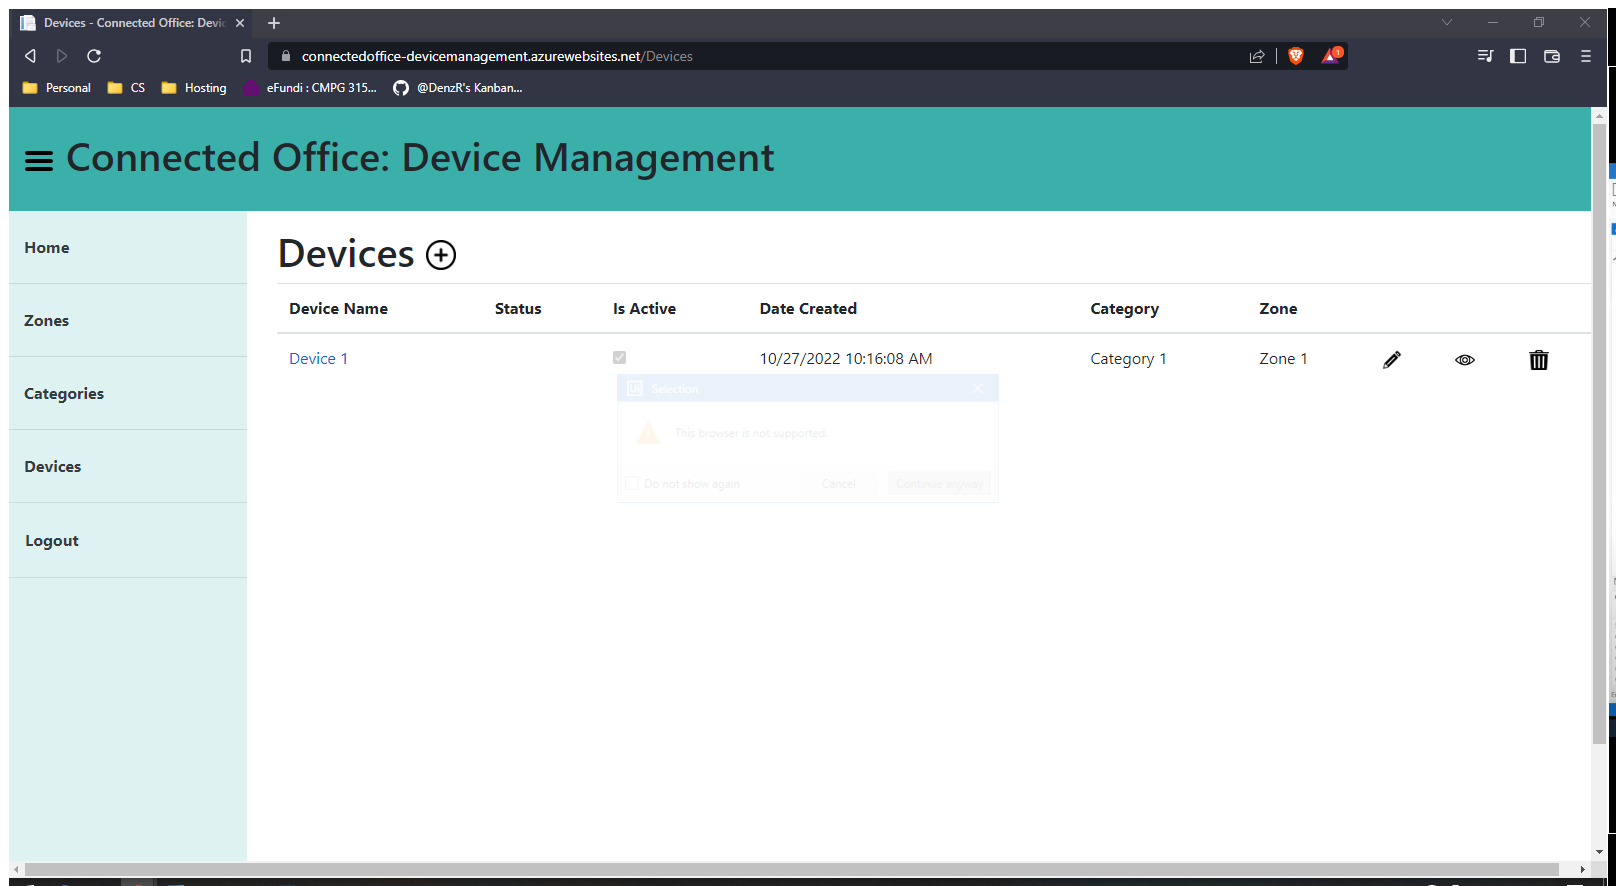 Devices - Connected Office: Devic
connectedoffice-devicemanagement.azurewebsites.net/Devices
1
Personal
CS
Hosting
eFundi : CMPG 315...
@DenzR's Kanban...
Connected Office: Device Management
Home
Zones
Categories
Devices
Logout
Devices
Device Name Status Is Active Date Created Category Zone
Device 1 10/27/2022 10:16:08 AM Category 1 Zone 1
Ui Selection
This browser is not supported.
Do not show again Cancel Continue anyway